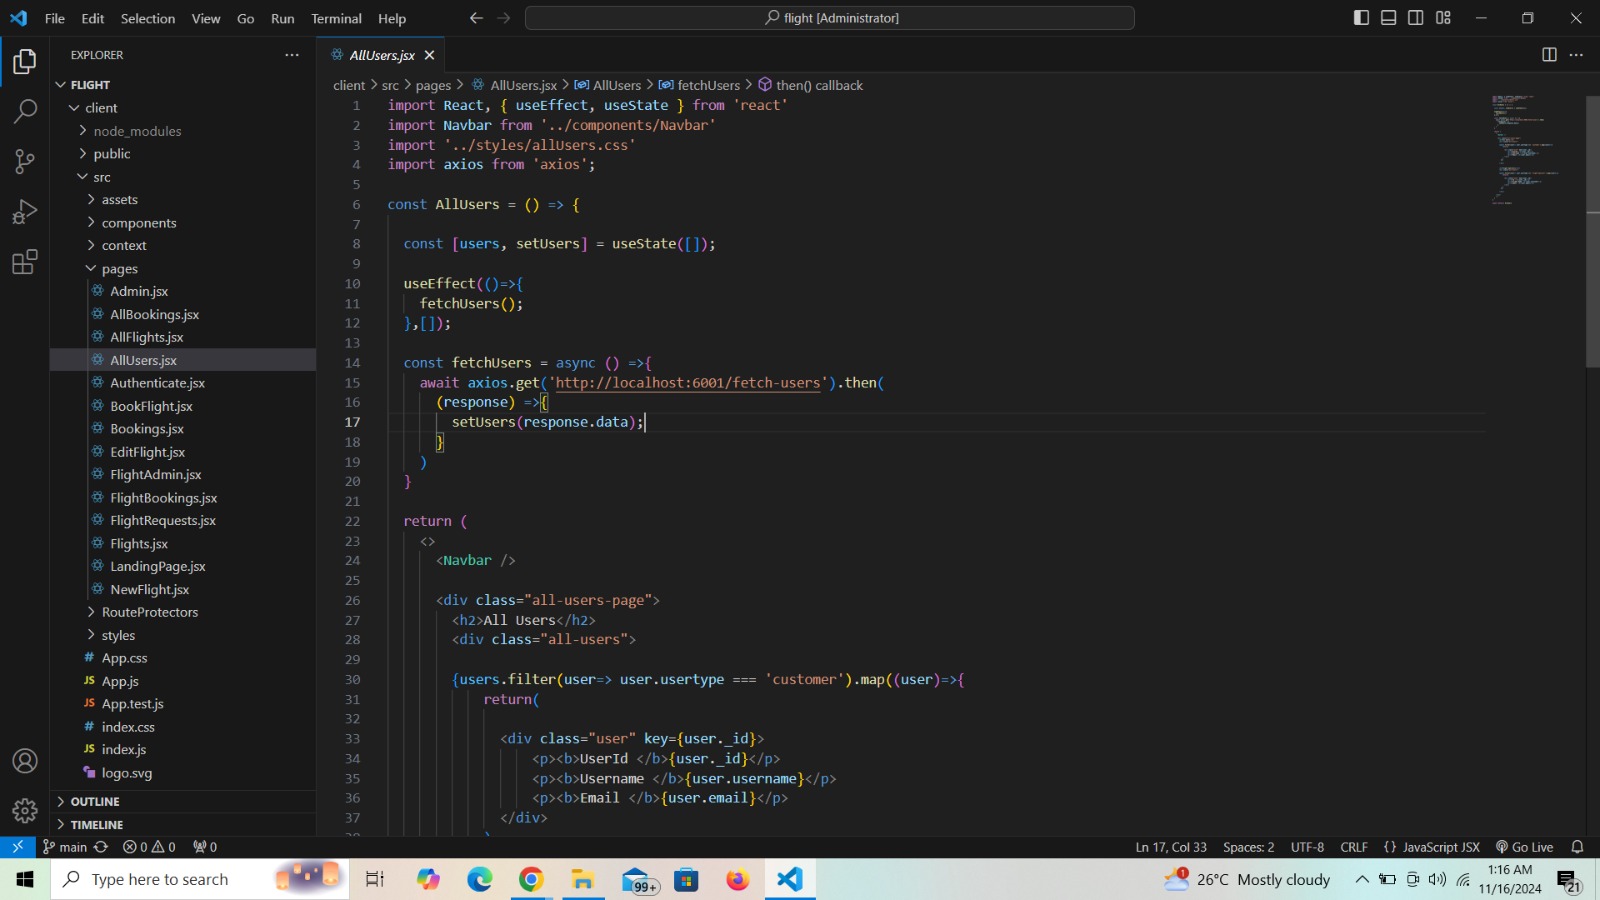 File Edit Selection View Go Run Terminal Help
flight [Administrator]
EXPLORER
AllUsers.jsx
FLIGHT
client
node_modules
public
src
assets
components
context
pages
Admin.jsx
AllBookings.jsx
AllFlights.jsx
AllUsers.jsx
Authenticate.jsx
BookFlight.jsx
Bookings.jsx
EditFlight.jsx
FlightAdmin.jsx
FlightBookings.jsx
FlightRequests.jsx
Flights.jsx
LandingPage.jsx
NewFlight.jsx
RouteProtectors
styles
# App.css
JS App.js
JS App.test.js
# index.css
JS index.js
logo.svg
OUTLINE
TIMELINE
client > src > pages > AllUsers.jsx > AllUsers > fetchUsers > then() callback
1 import React, { useEffect, useState } from 'react'
2 import Navbar from '../components/Navbar'
3 import '../styles/allUsers.css'
4 import axios from 'axios';
5
6 const AllUsers = () => {
7
8 const [users, setUsers] = useState([]);
9
10 useEffect(()=>{
11 fetchUsers();
12 },[]);
13
14 const fetchUsers = async () =>{
15 await axios.get('http://localhost:6001/fetch-users').then(
16 (response) =>{
17 setUsers(response.data);
18 }
19 )
20 }
21
22 return (
23 <>
24 <Navbar />
25
26 <div class="all-users-page">
27 <h2>All Users</h2>
28 <div class="all-users">
29
30 {users.filter(user=> user.usertype === 'customer').map((user)=>{
31 return(
32
33 <div class="user" key={user._id}>
34 <p><b>UserId </b>{user._id}</p>
35 <p><b>Username </b>{user.username}</p>
36 <p><b>Email </b>{user.email}</p>
37 </div>
main 0 0 0 Ln 17, Col 33 Spaces: 2 UTF-8 CRLF {} JavaScript JSX Go Live
Type here to search
99+
1
26°C Mostly cloudy
1:16 AM
11/16/2024
21